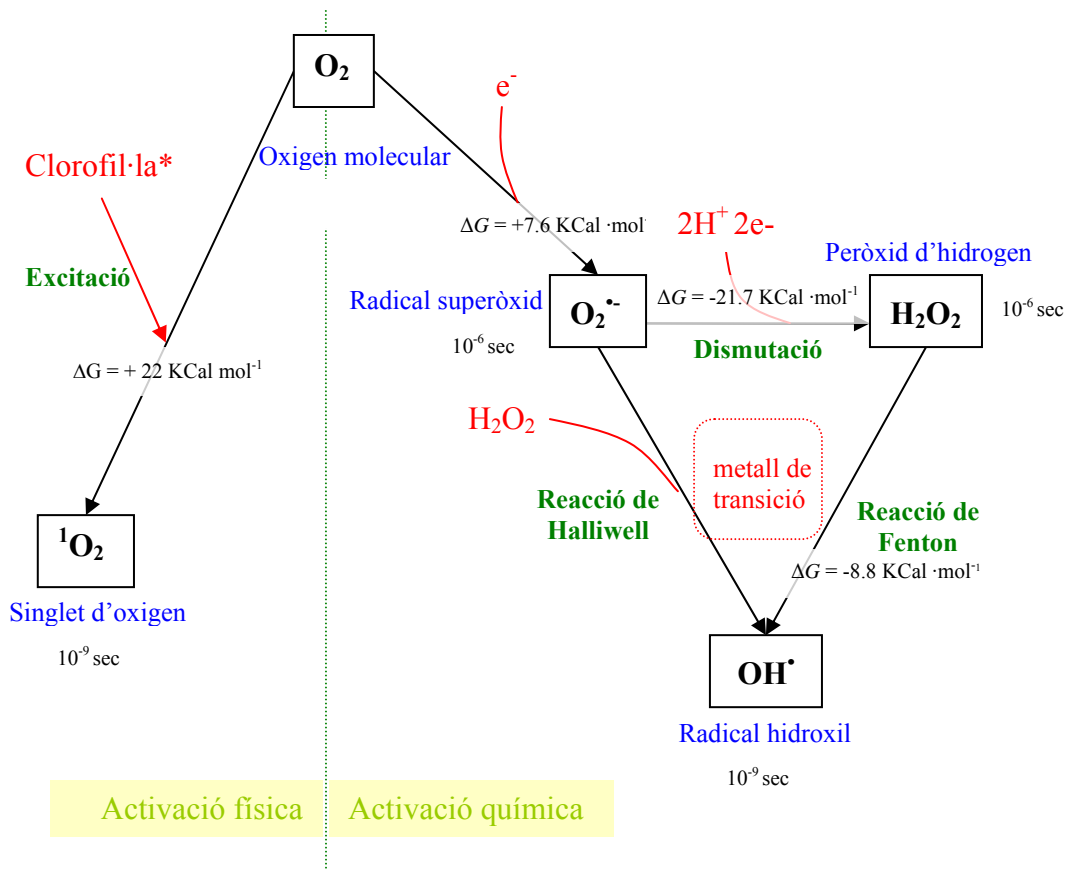 O₂
e⁻
Oxigen molecular
Clorofil·la*
ΔG = +7.6 KCal ·mol
2H⁺ 2e-
Peròxid d’hidrogen
Excitació
Radical superòxid
O₂•-
ΔG = -21.7 KCal ·mol⁻¹
H₂O₂
10⁻⁶ sec
10⁻⁶ sec
Dismutació
ΔG = + 22 KCal mol⁻¹
H₂O₂
metall de
transició
Reacció de
Halliwell
Reacció de
Fenton
ΔG = -8.8 KCal ·mol⁻¹
¹O₂
Singlet d’oxigen
10⁻⁹ sec
OH•
Radical hidroxil
10⁻⁹ sec
Activació física
Activació química